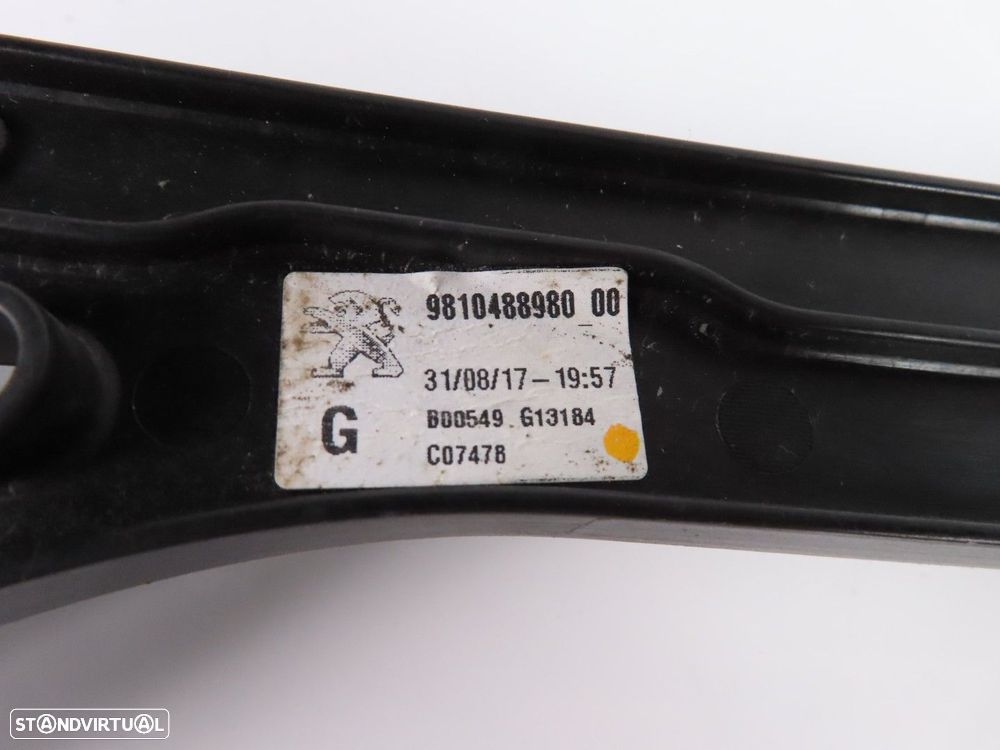 9810488980 00
31/08/17-19:57
G
B00549 G13184
C07478
STANDVIRTUAL